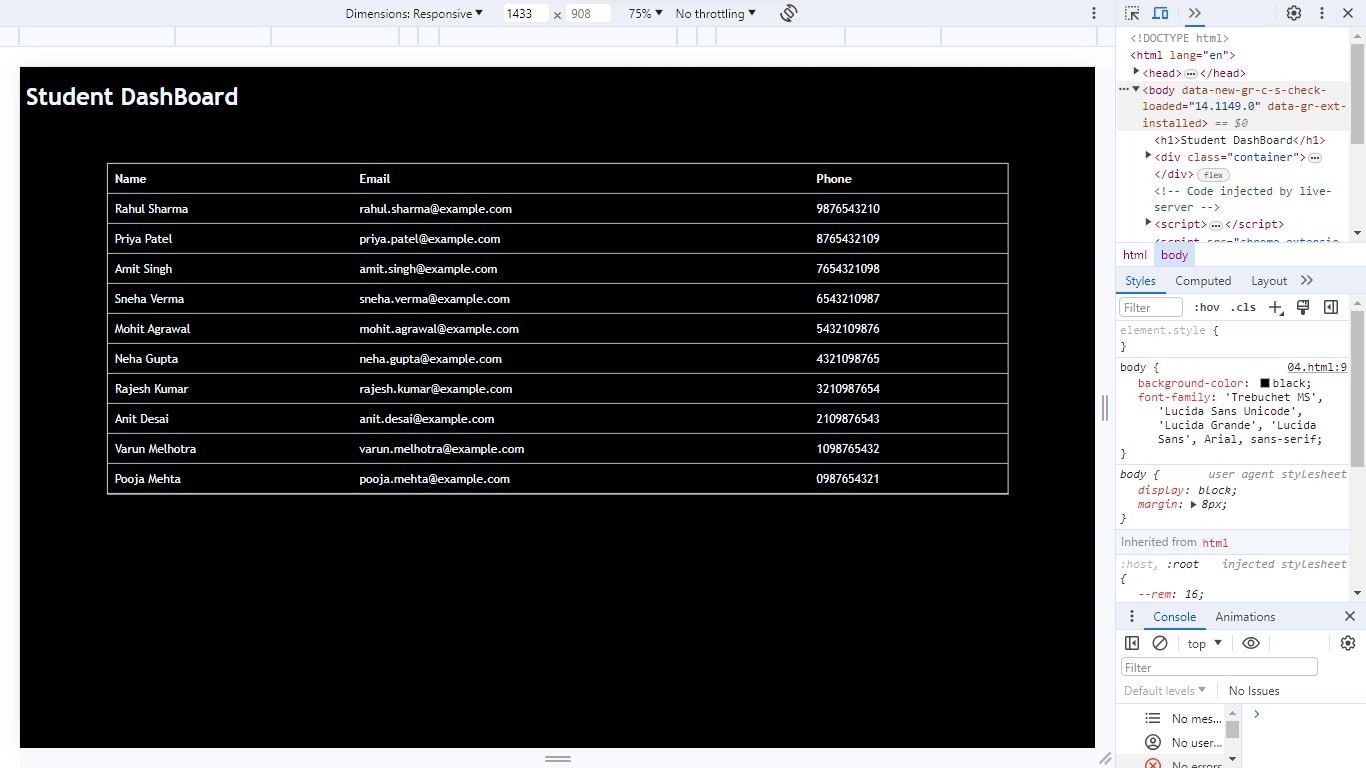 Dimensions: Responsive 1433 × 908 75% No throttling
Student DashBoard
Name Email Phone
Rahul Sharma rahul.sharma@example.com 9876543210
Priya Patel priya.patel@example.com 8765432109
Amit Singh amit.singh@example.com 7654321098
Sneha Verma sneha.verma@example.com 6543210987
Mohit Agrawal mohit.agrawal@example.com 5432109876
Neha Gupta neha.gupta@example.com 4321098765
Rajesh Kumar rajesh.kumar@example.com 3210987654
Anit Desai anit.desai@example.com 2109876543
Varun Melhotra varun.melhotra@example.com 1098765432
Pooja Mehta pooja.mehta@example.com 0987654321
<!DOCTYPE html>
<html lang="en">
<head> ··· </head>
<body data-new-gr-c-s-check-
loaded="14.1149.0" data-gr-ext-
installed> == $0
<h1>Student DashBoard</h1>
<div class="container"> ···
</div> flex
<!-- Code injected by live-
server -->
<script> ··· </script>
<script src="chrome-extensio
html body
Styles Computed Layout
Filter :hov .cls
element.style {
}
body { 04.html:9
background-color: black;
font-family: 'Trebuchet MS',
'Lucida Sans Unicode',
'Lucida Grande', 'Lucida
Sans', Arial, sans-serif;
}
body { user agent stylesheet
display: block;
margin: 8px;
}
Inherited from html
:host, :root injected stylesheet
{
--rem: 16;
Console Animations
top
Filter
Default levels No Issues
No mes...
No user...
No errors